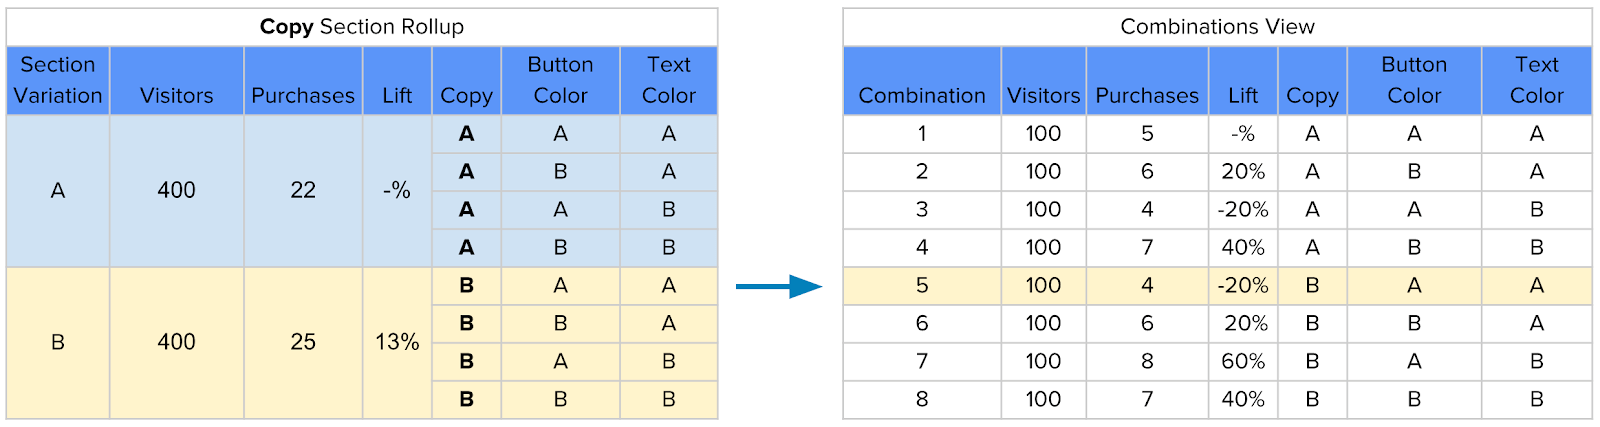 Copy Section Rollup
Section Variation Visitors Purchases Lift Copy Button Color Text Color
A 400 22 -% A A A
A B A
A A B
A B B
B 400 25 13% B A A
B B A
B A B
B B B
Combinations View
Combination Visitors Purchases Lift Copy Button Color Text Color
1 100 5 -% A A A
2 100 6 20% A B A
3 100 4 -20% A A B
4 100 7 40% A B B
5 100 4 -20% B A A
6 100 6 20% B B A
7 100 8 60% B A B
8 100 7 40% B B B